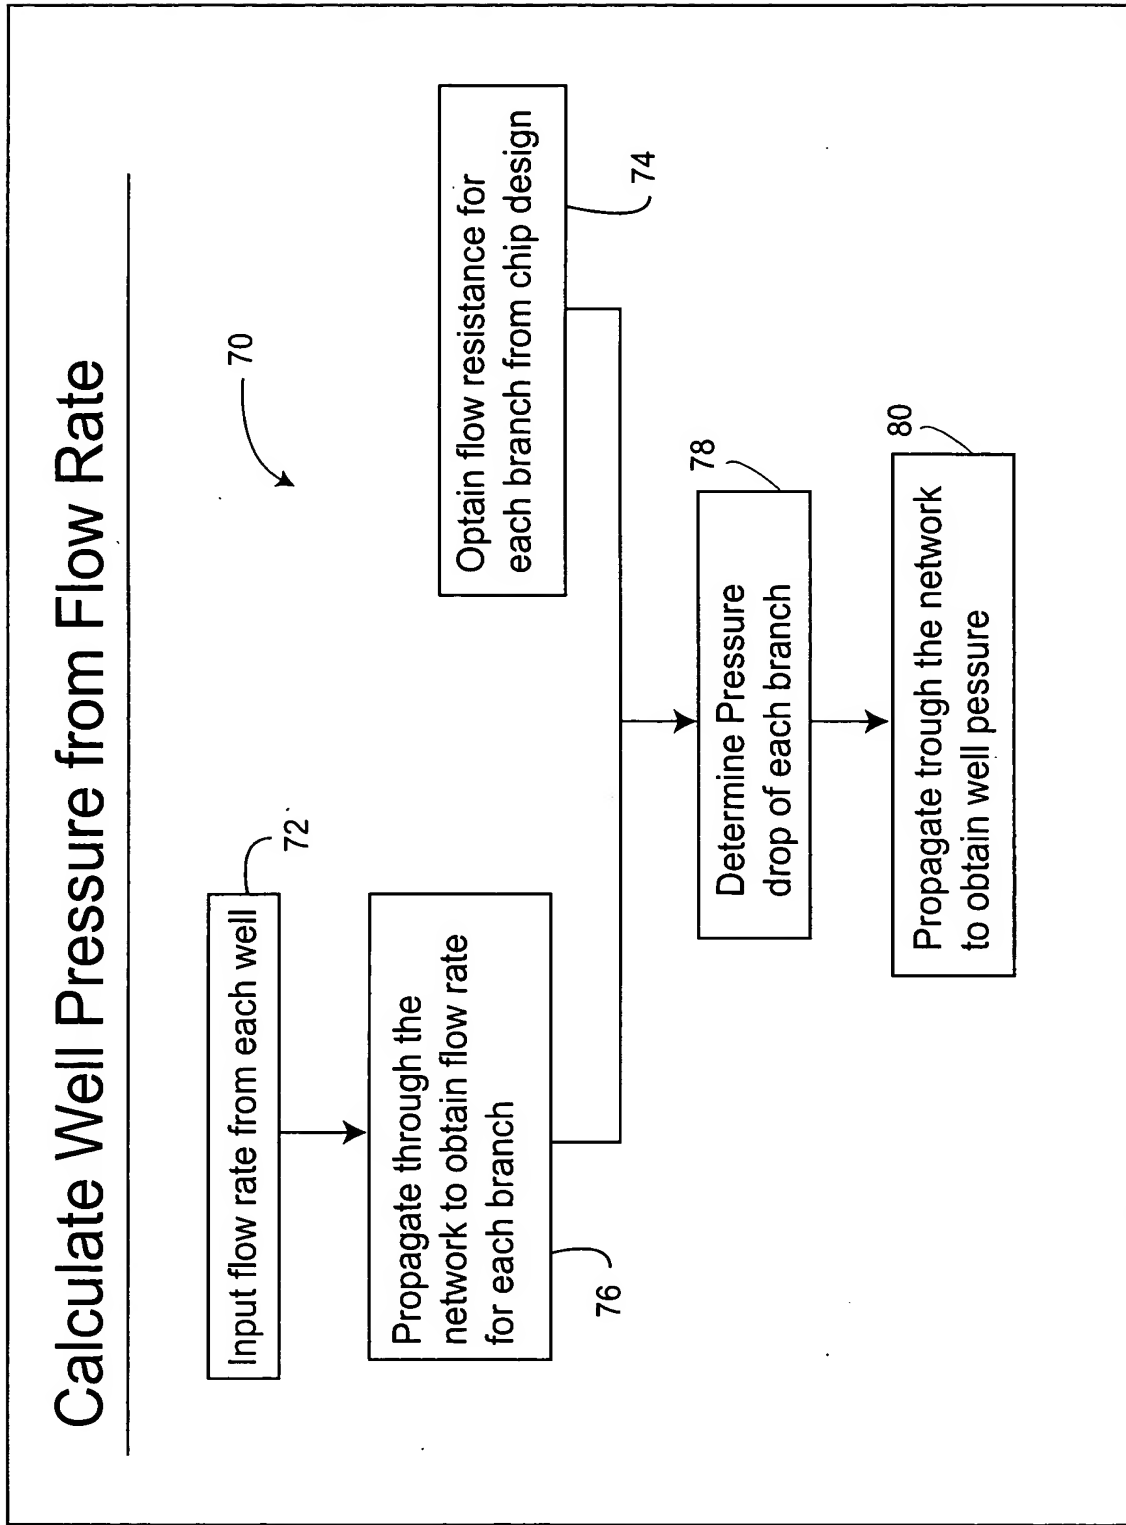 Calculate Well Pressure from Flow Rate
70
Input flow rate from each well
72
Propagate through the
network to obtain flow rate
for each branch
76
Optain flow resistance for
each branch from chip design
74
Determine Pressure
drop of each branch
78
Propagate trough the network
to obtain well pessure
80